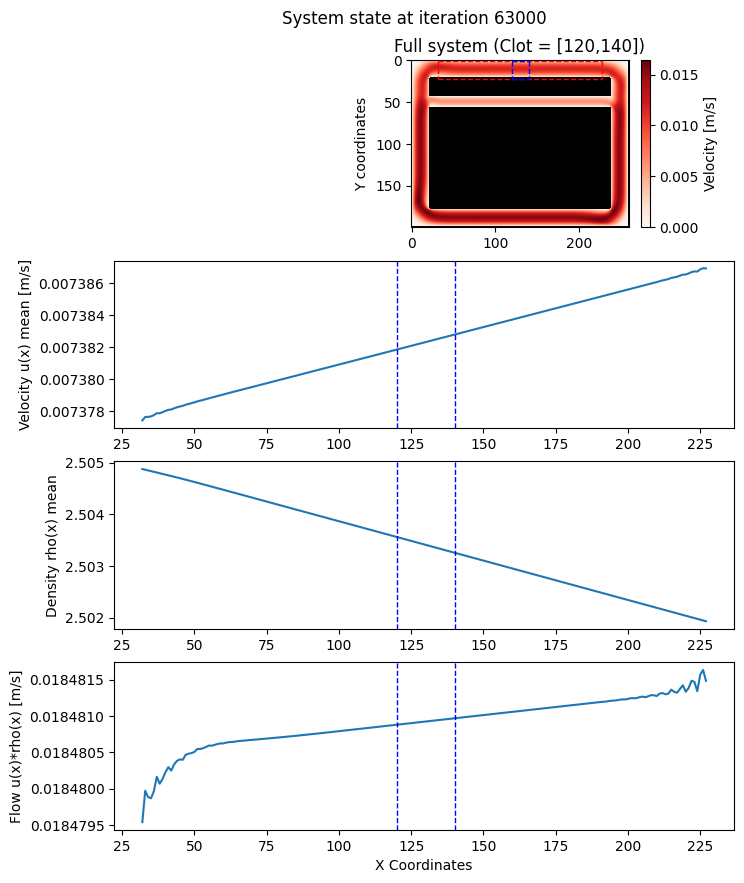 System state at iteration 63000
Full system (Clot = [120,140])
0
50
100
150
Y coordinates
0 100 200
0.015
0.010
0.005
0.000
Velocity [m/s]
Velocity u(x) mean [m/s]
0.007386
0.007384
0.007382
0.007380
0.007378
25 50 75 100 125 150 175 200 225
Density rho(x) mean
2.505
2.504
2.503
2.502
25 50 75 100 125 150 175 200 225
Flow u(x)*rho(x) [m/s]
0.0184815
0.0184810
0.0184805
0.0184800
0.0184795
25 50 75 100 125 150 175 200 225
X Coordinates